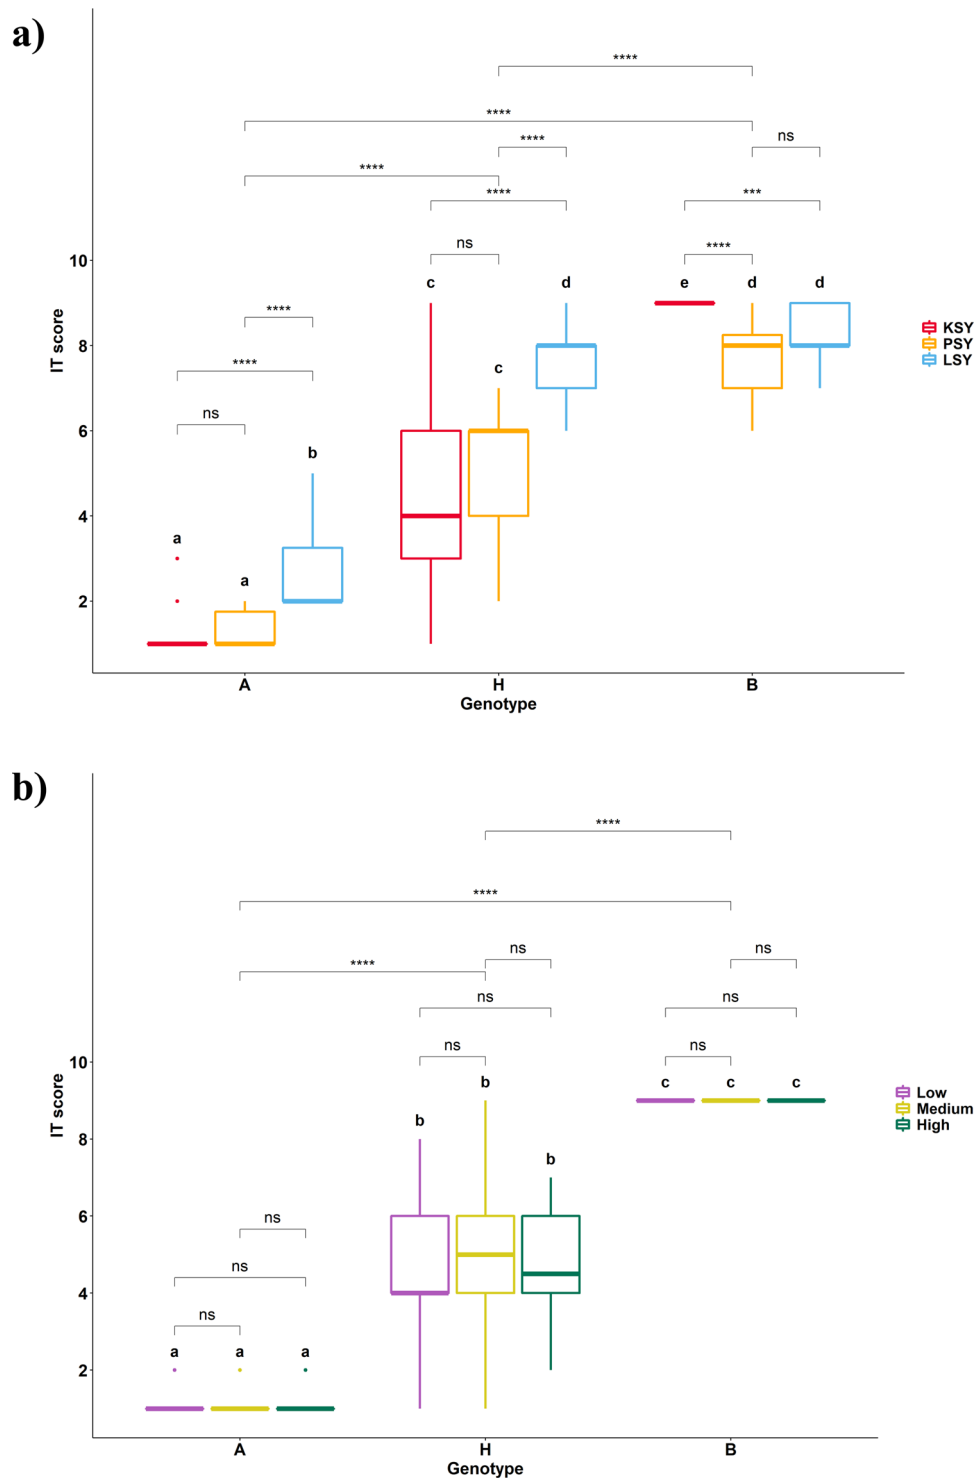 a)
****
****
****
ns
****
****
***
ns
****
10
c
d
e
d
d
****
IT score
8
KSY
PSY
LSY
****
c
ns
6
b
4
a
a
2
A
H
B
Genotype
b)
****
****
ns
ns
****
ns
ns
ns
ns
10
b
c
c
c
IT score
Low
Medium
High
b
8
b
6
ns
ns
4
ns
a
a
a
2
A
H
B
Genotype